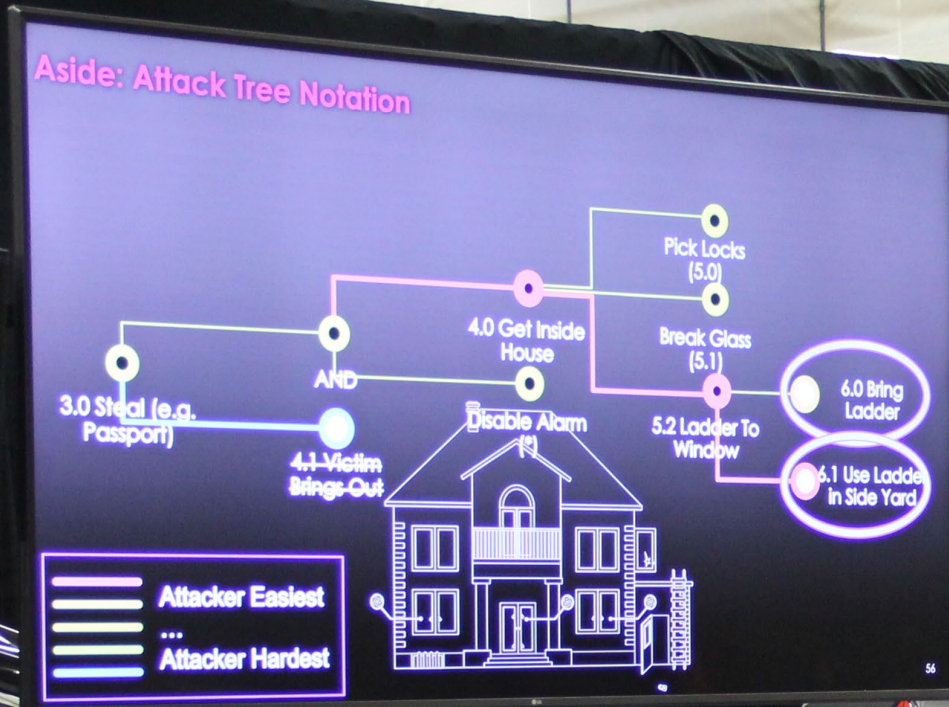 Aside: Attack Tree Notation
Pick Locks
(5.0)
4.0 Get Inside
House
Break Glass
(5.1)
AND
3.0 Steal (e.g.
Passport)
Disable Alarm
(*)
5.2 Ladder To
Window
6.0 Bring
Ladder
4.1 Victim
Brings Out
6.1 Use Ladder
in Side Yard
Attacker Easiest
...
Attacker Hardest
56
LG